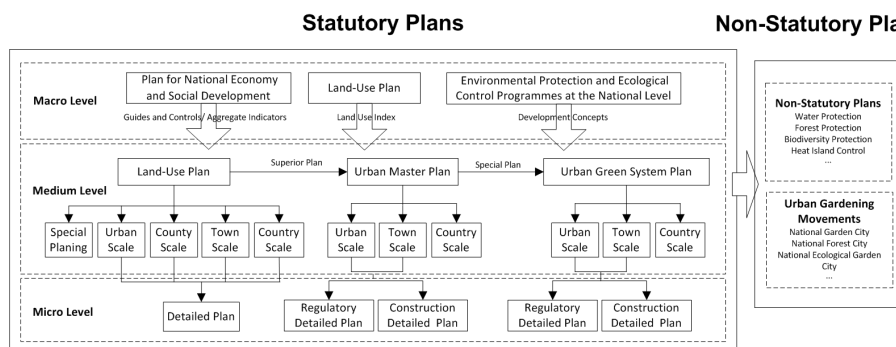 Statutory Plans
Non-Statutory Pla
Macro Level
Plan for National Economy
and Social Development
Land-Use Plan
Environmental Protection and Ecological
Control Programmes at the National Level
Guides and Controls/ Aggregate Indicators
Land Use Index
Development Concepts
Medium Level
Land-Use Plan
Superior Plan
Urban Master Plan
Special Plan
Urban Green System Plan
Special
Planing
Urban
Scale
County
Scale
Town
Scale
Country
Scale
Urban
Scale
Town
Scale
Country
Scale
Urban
Scale
Town
Scale
Country
Scale
Micro Level
Detailed Plan
Regulatory
Detailed Plan
Construction
Detailed Plan
Regulatory
Detailed Plan
Construction
Detailed Plan
Non-Statutory Plans
Water Protection
Forest Protection
Biodiversity Protection
Heat Island Control
...
Urban Gardening
Movements
National Garden City
National Forest City
National Ecological Garden
City
...